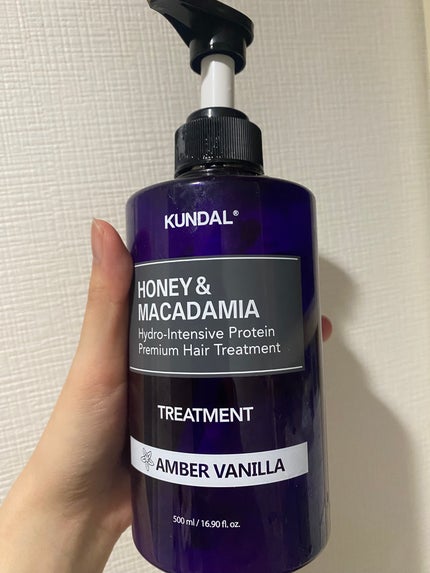 KUNDAL®
HONEY &
MACADAMIA
Hydro-Intensive Protein
Premium Hair Treatment
TREATMENT
AMBER VANILLA
500 ml / 16.90 fl. oz.